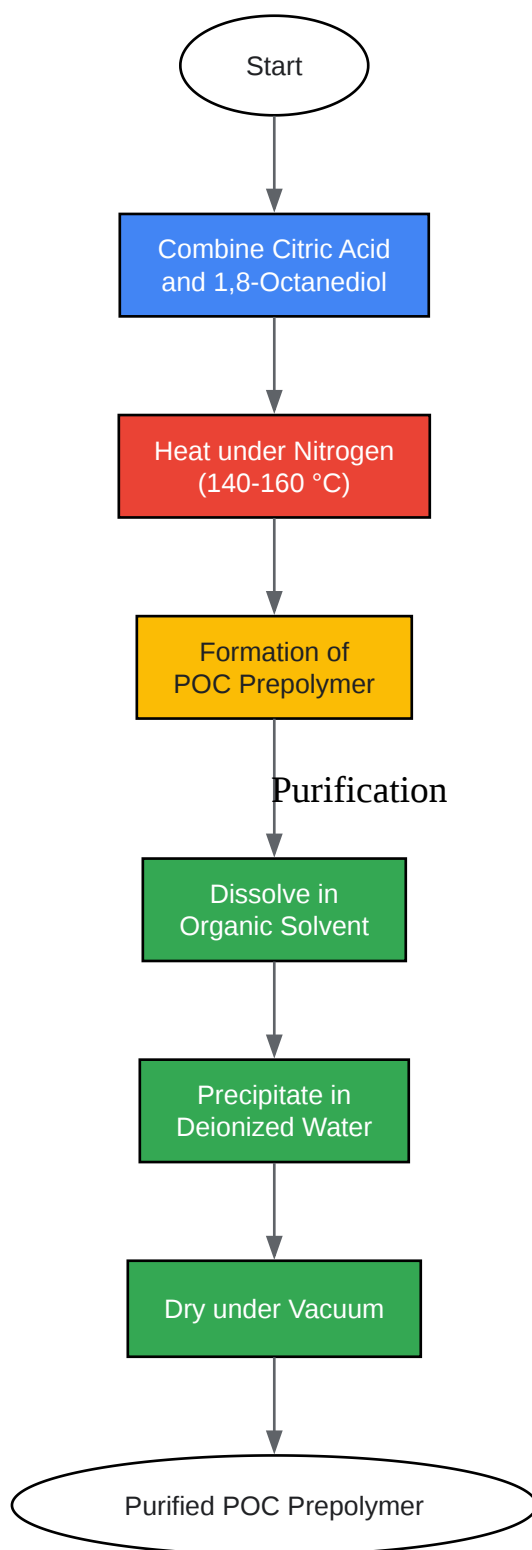 Start
Combine Citric Acid
and 1,8-Octanediol
Heat under Nitrogen
(140-160 °C)
Formation of
POC Prepolymer
Purification
Dissolve in
Organic Solvent
Precipitate in
Deionized Water
Dry under Vacuum
Purified POC Prepolymer